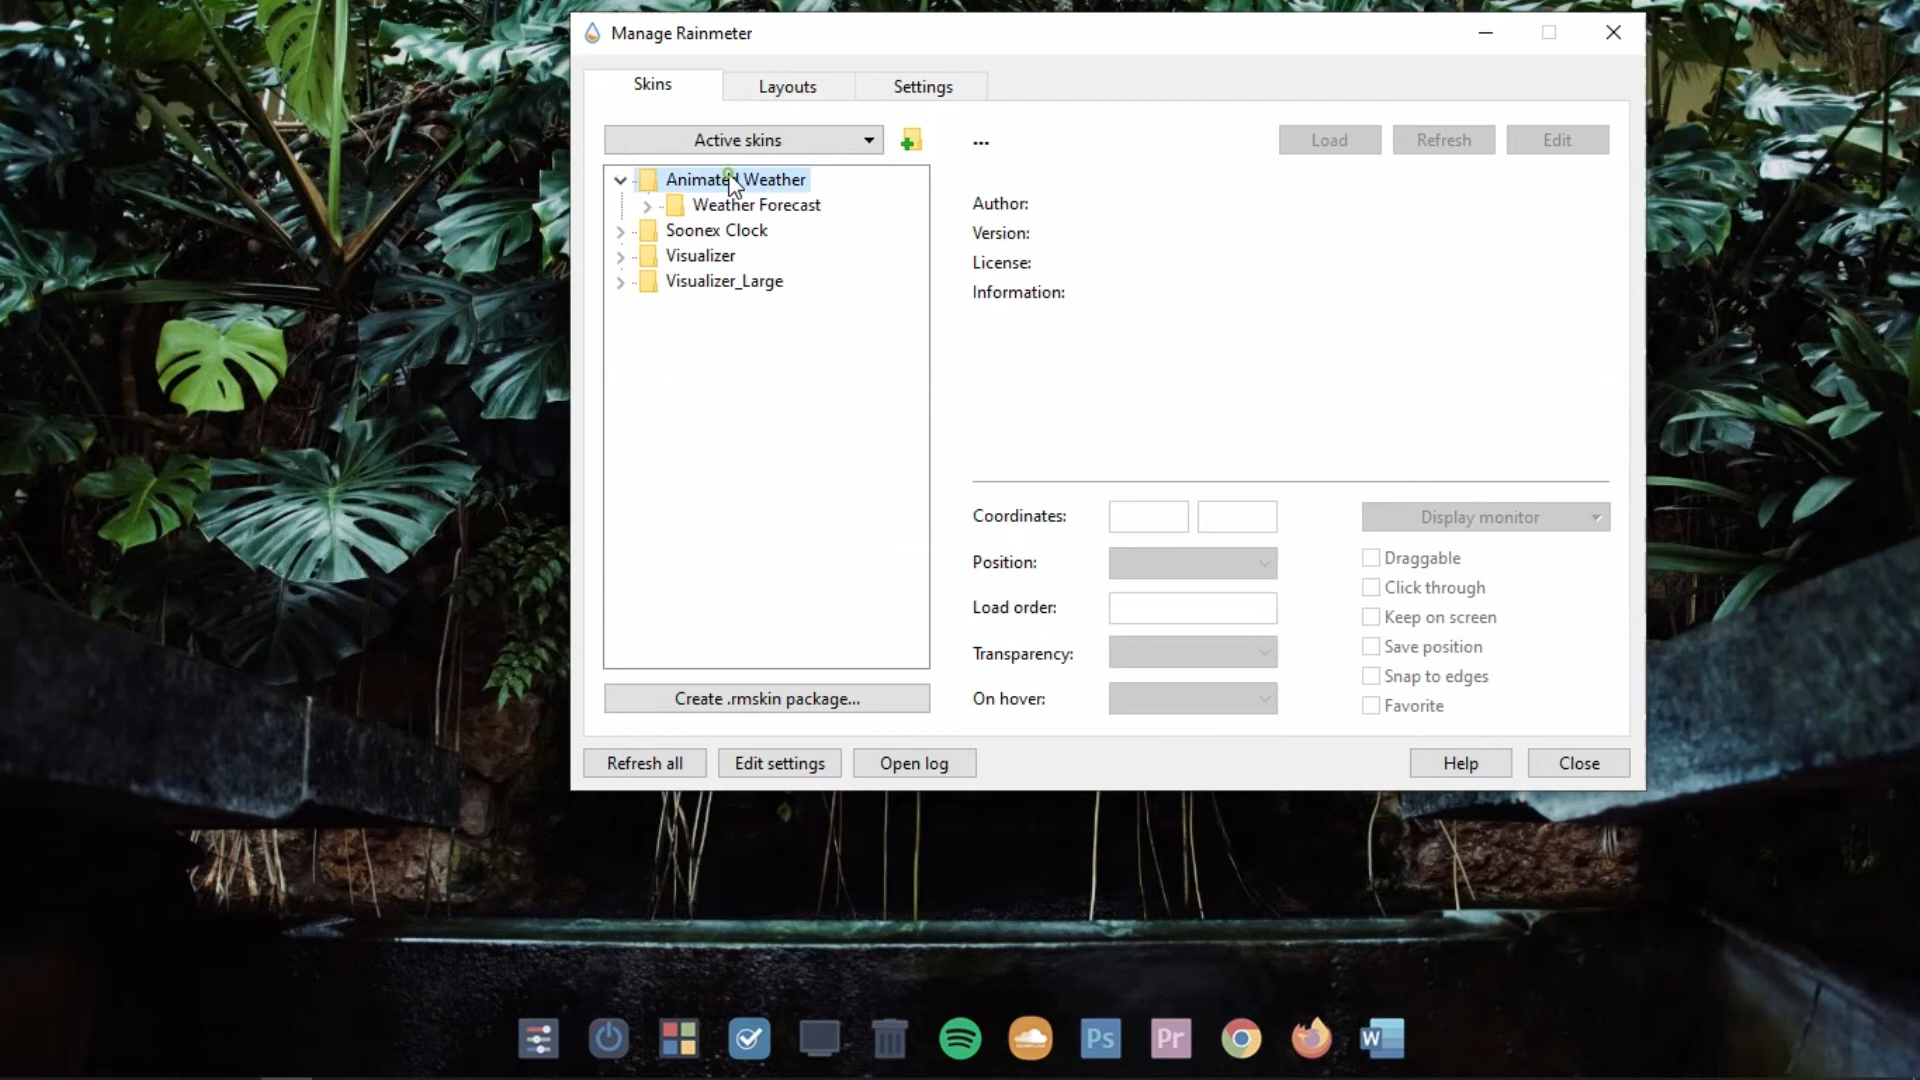 Manage Rainmeter
Skins
Layouts
Settings
Active skins
...
Load
Refresh
Edit
Animated Weather
Weather Forecast
Soonex Clock
Visualizer
Visualizer_Large
Author:
Version:
License:
Information:
Coordinates:
Display monitor
Position:
Draggable
Click through
Load order:
Keep on screen
Transparency:
Save position
Snap to edges
On hover:
Favorite
Create .rmskin package...
Refresh all
Edit settings
Open log
Help
Close
Ps
Pr
W